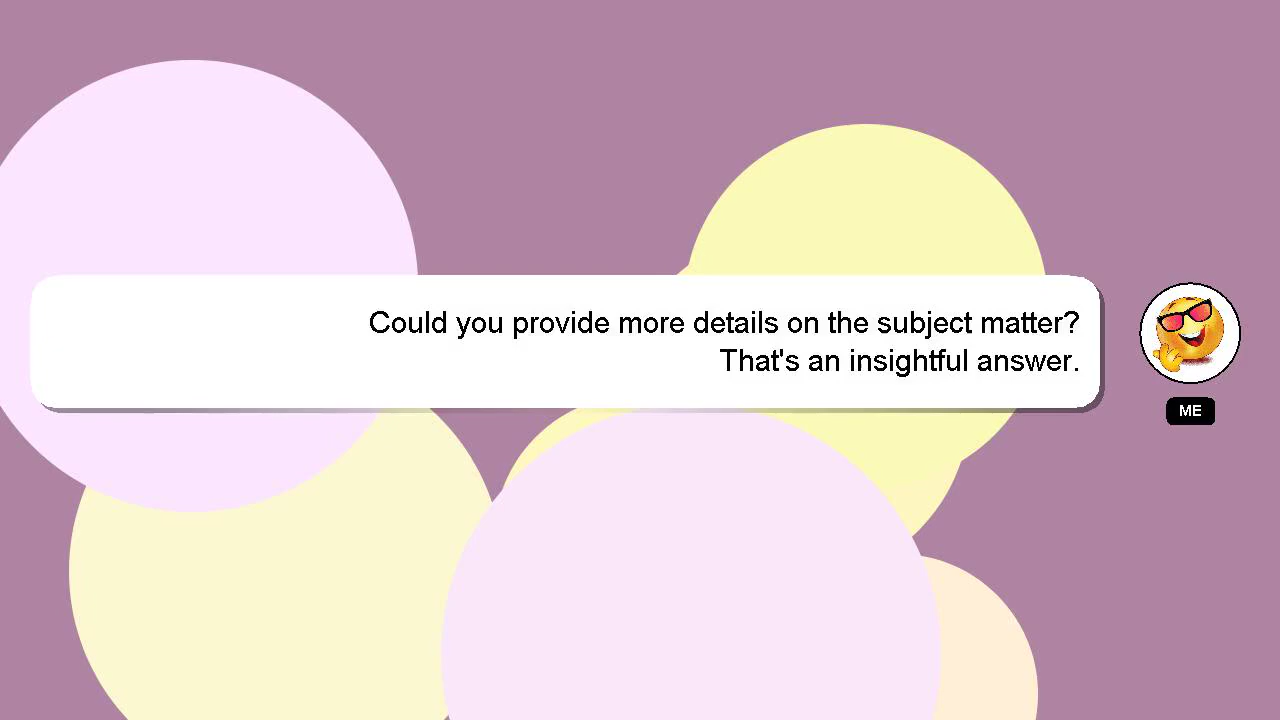 Could you provide more details on the subject matter?
That's an insightful answer.
ME